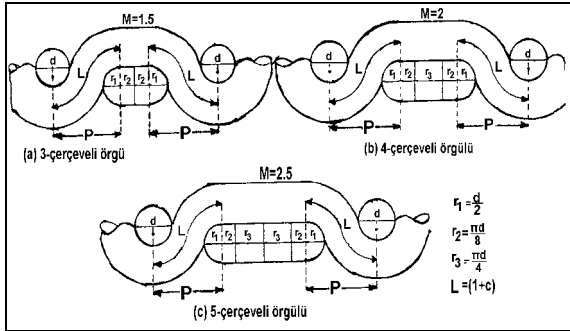 M=1.5
d L r₁ r₂ r₂ r₁ L d
P P
(a) 3-çerçeveli örgü
M=2
d L r₁ r₂ r₃ r₂ r₁ L d
P P
(b) 4-çerçeveli örgülü
M=2.5
d L r₁ r₂ r₃ r₃ r₂ r₁ L d
P P
(c) 5-çerçeveli örgülü
r₁=d/2
r₂=πd/8
r₃=πd/4
L=(1+c)